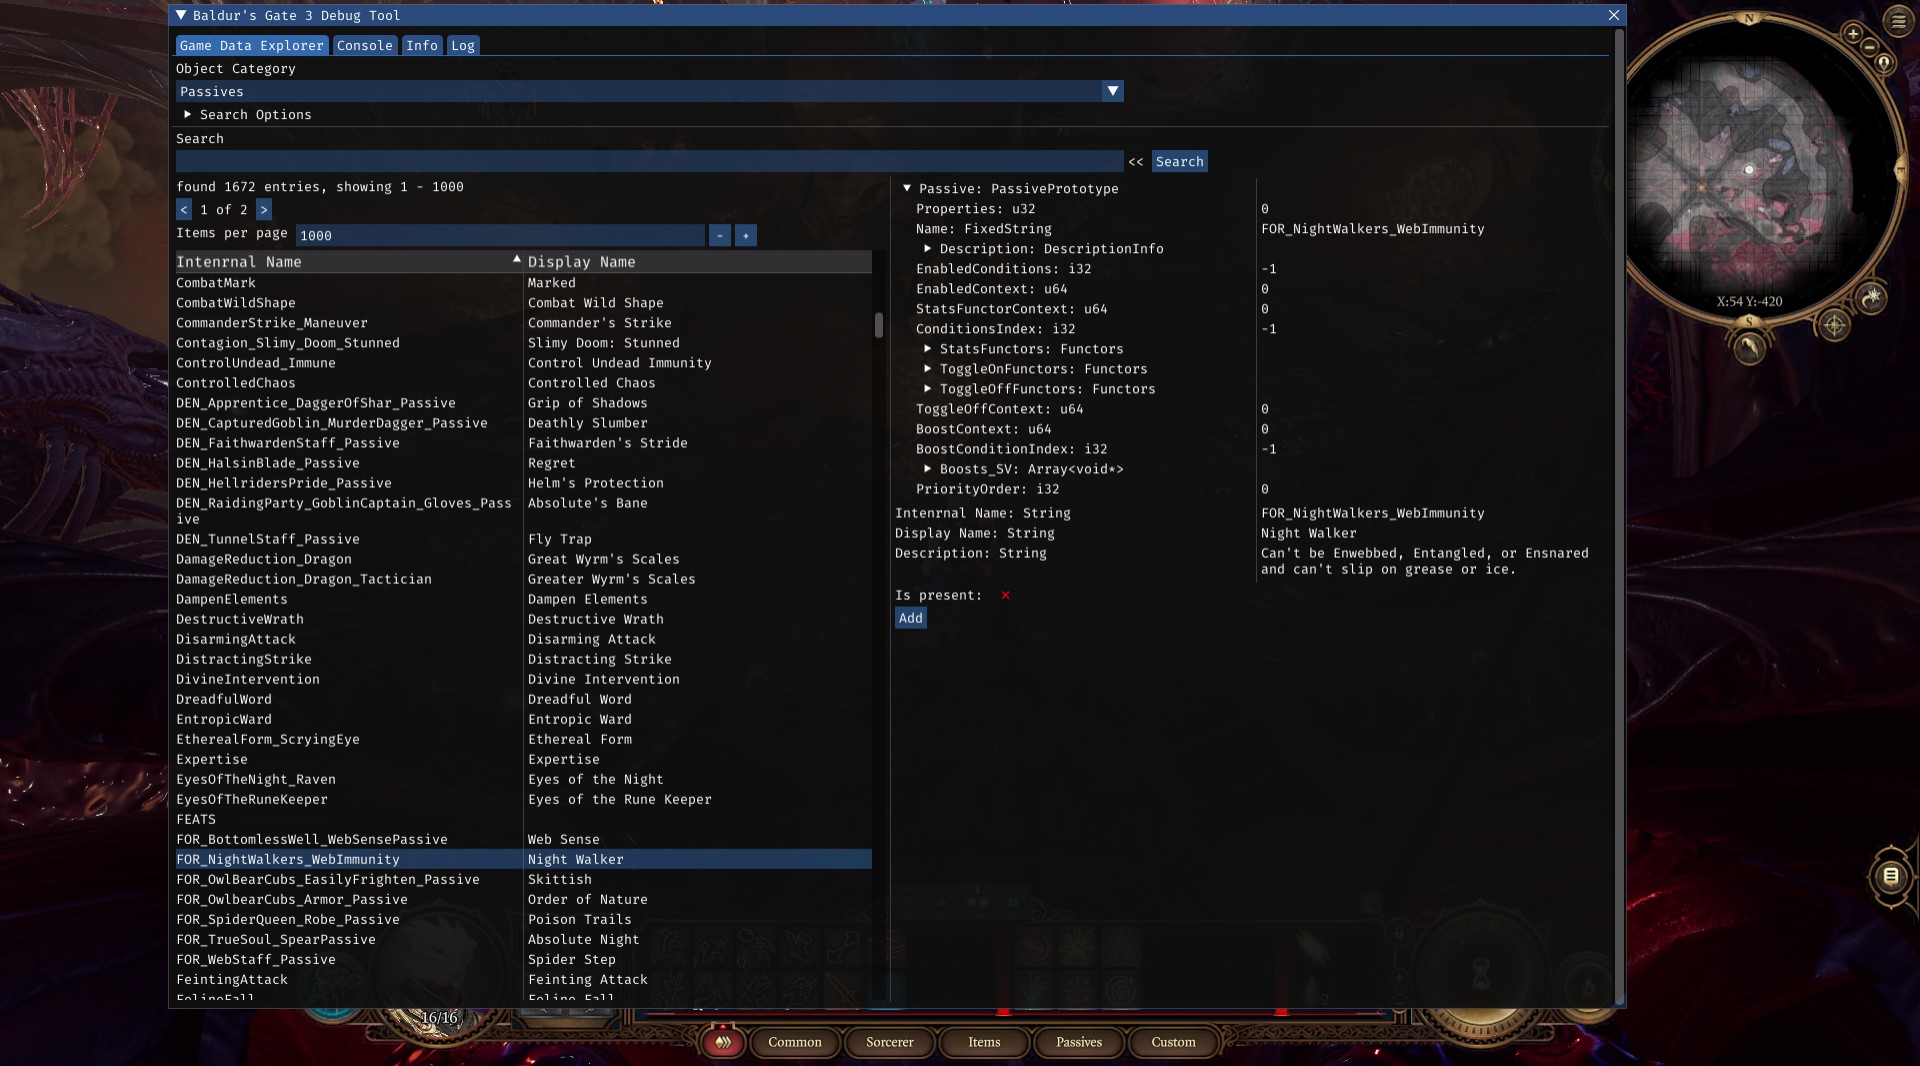 Baldur's Gate 3 Debug Tool
Game Data Explorer Console Info Log
Object Category
Passives
Search Options
Search
<< Search
found 1672 entries, showing 1 - 1000
< 1 of 2 >
Items per page 1000 - +
Intenrnal Name Display Name
CombatMark Marked
CombatWildShape Combat Wild Shape
CommanderStrike_Maneuver Commander's Strike
Contagion_Slimy_Doom_Stunned Slimy Doom: Stunned
ControlUndead_Immune Control Undead Immunity
ControlledChaos Controlled Chaos
DEN_Apprentice_DaggerOfShar_Passive Grip of Shadows
DEN_CapturedGoblin_MurderDagger_Passive Deathly Slumber
DEN_FaithwardenStaff_Passive Faithwarden's Stride
DEN_HalsinBlade_Passive Regret
DEN_HellridersPride_Passive Helm's Protection
DEN_RaidingParty_GoblinCaptain_Gloves_Pass Absolute's Bane
ive
DEN_TunnelStaff_Passive Fly Trap
DamageReduction_Dragon Great Wyrm's Scales
DamageReduction_Dragon_Tactician Greater Wyrm's Scales
DampenElements Dampen Elements
DestructiveWrath Destructive Wrath
DisarmingAttack Disarming Attack
DistractingStrike Distracting Strike
DivineIntervention Divine Intervention
DreadfulWord Dreadful Word
EntropicWard Entropic Ward
EtherealForm_ScryingEye Ethereal Form
Expertise Expertise
EyesOfTheNight_Raven Eyes of the Night
EyesOfTheRuneKeeper Eyes of the Rune Keeper
FEATS
FOR_BottomlessWell_WebSensePassive Web Sense
FOR_NightWalkers_WebImmunity Night Walker
FOR_OwlBearCubs_EasilyFrighten_Passive Skittish
FOR_OwlbearCubs_Armor_Passive Order of Nature
FOR_SpiderQueen_Robe_Passive Poison Trails
FOR_TrueSoul_SpearPassive Absolute Night
FOR_WebStaff_Passive Spider Step
FeintingAttack Feinting Attack
FelineFall Feline Fall
Passive: PassivePrototype
Properties: u32 0
Name: FixedString FOR_NightWalkers_WebImmunity
Description: DescriptionInfo
EnabledConditions: i32 -1
EnabledContext: u64 0
StatsFunctorContext: u64 0
ConditionsIndex: i32 -1
StatsFunctors: Functors
ToggleOnFunctors: Functors
ToggleOffFunctors: Functors
ToggleOffContext: u64 0
BoostContext: u64 0
BoostConditionIndex: i32 -1
Boosts_SV: Array<void*>
PriorityOrder: i32 0
Intenrnal Name: String FOR_NightWalkers_WebImmunity
Display Name: String Night Walker
Description: String Can't be Enwebbed, Entangled, or Ensnared
and can't slip on grease or ice.
Is present:
Add
N
X:54 Y:-420
S
16/16
Common Sorcerer Items Passives Custom